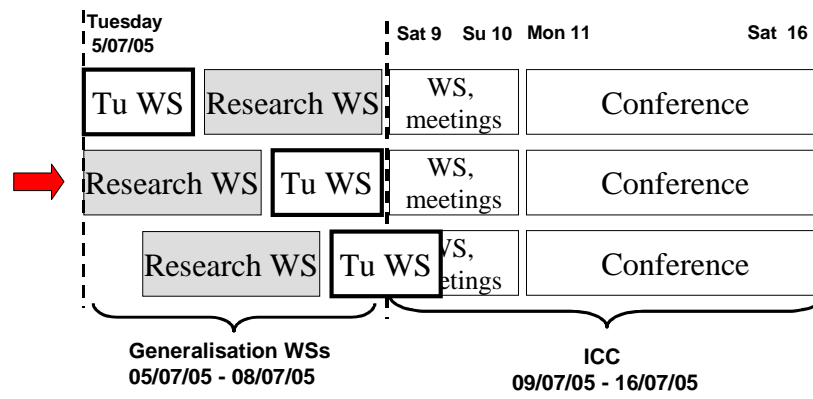 Tuesday
5/07/05
Sat 9 Su 10 Mon 11 Sat 16
Tu WS Research WS WS,
meetings Conference
Research WS Tu WS WS,
meetings Conference
Research WS Tu WS WS,
etings Conference
Generalisation WSs
05/07/05 - 08/07/05
ICC
09/07/05 - 16/07/05